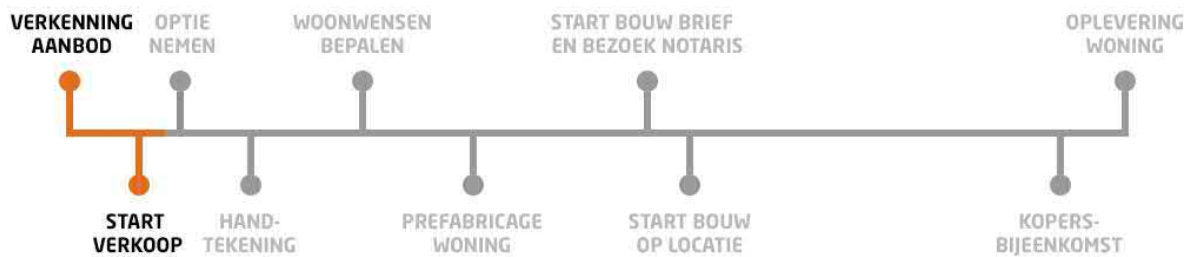 VERKENNING
AANBOD
OPTIE
NEMEN
WOONWENSEN
BEPALEN
START BOUW BRIEF
EN BEZOEK NOTARIS
OPLEVERING
WONING
START
VERKOOP
HAND-
TEKENING
PREFABRICAGE
WONING
START BOUW
OP LOCATIE
KOPERS-
BIJEENKOMST